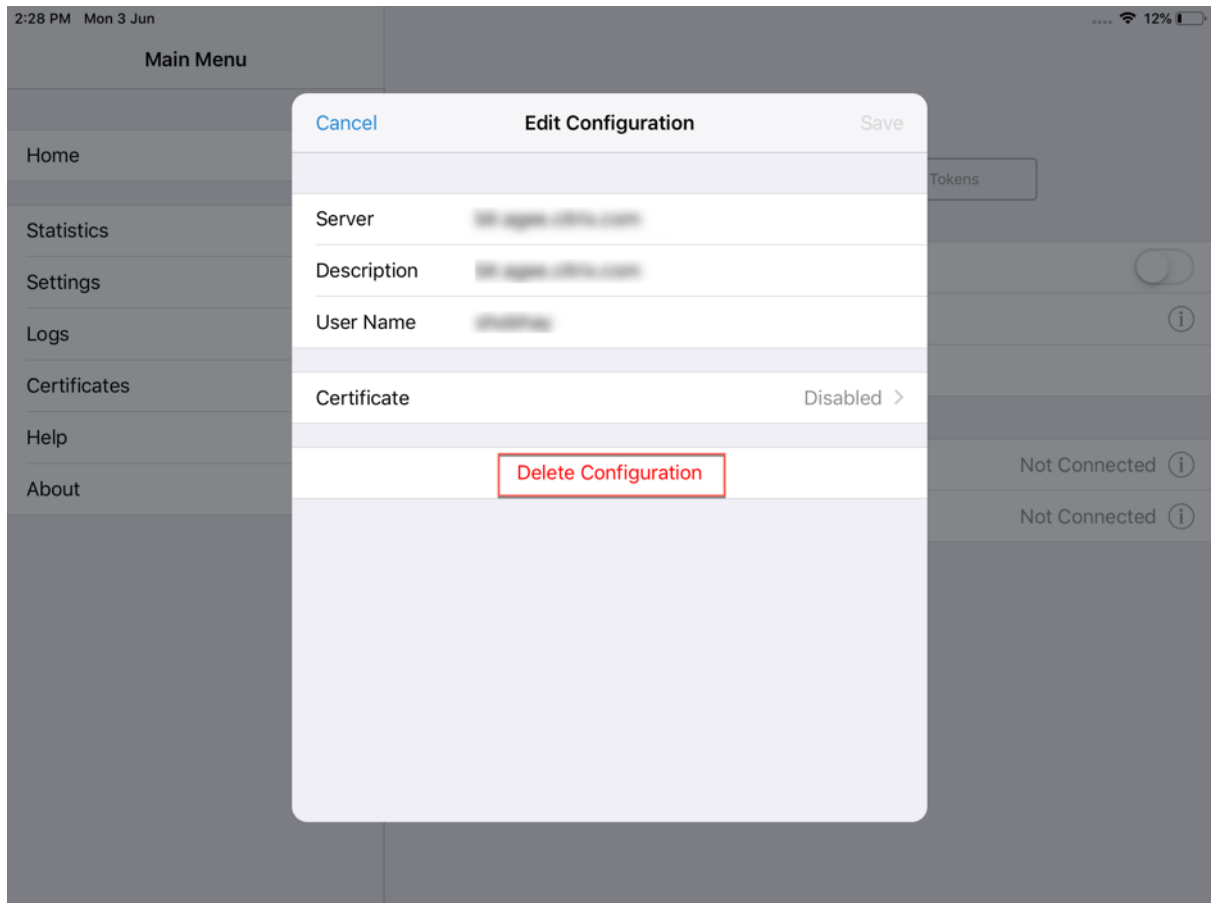 2:28 PM Mon 3 Jun
12%
Main Menu
Cancel
Edit Configuration
Save
Home
Tokens
Server
Statistics
Description
Settings
User Name
Logs
Certificates
Certificate
Disabled
Help
Delete Configuration
Not Connected
About
Not Connected